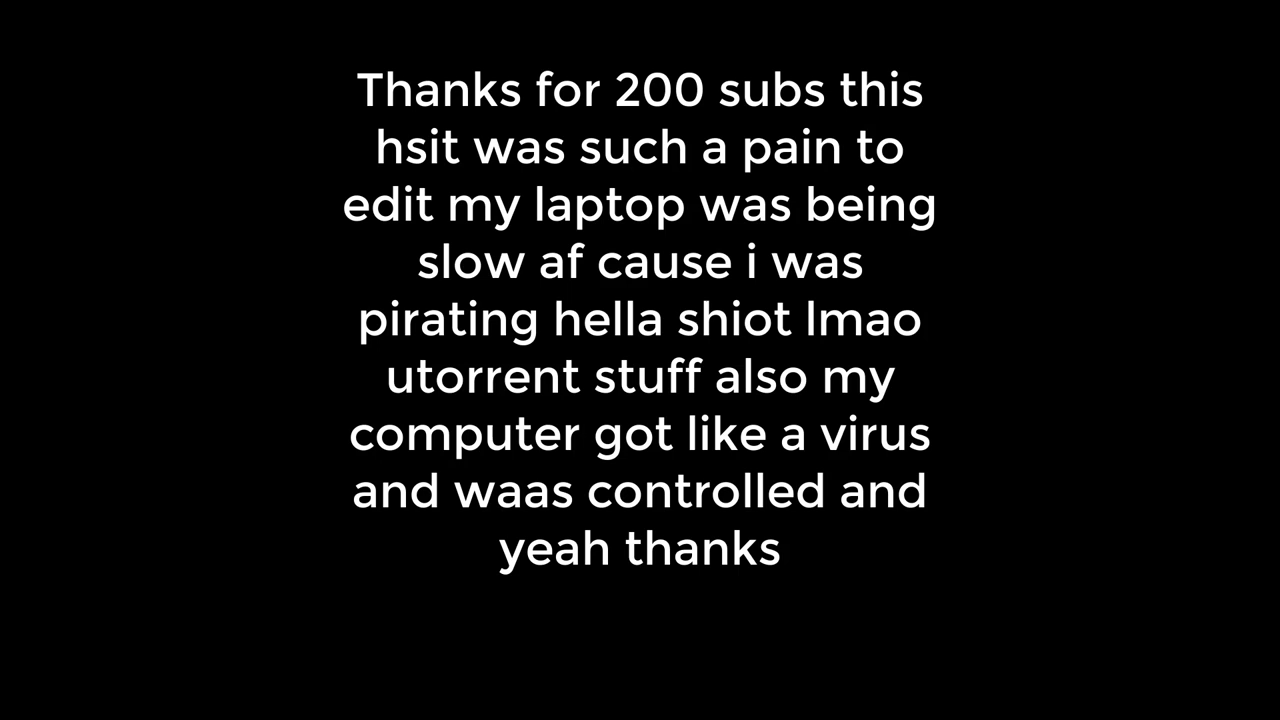 Thanks for 200 subs this
hsit was such a pain to
edit my laptop was being
slow af cause i was
pirating hella shiot lmao
utorrent stuff also my
computer got like a virus
and waas controlled and
yeah thanks